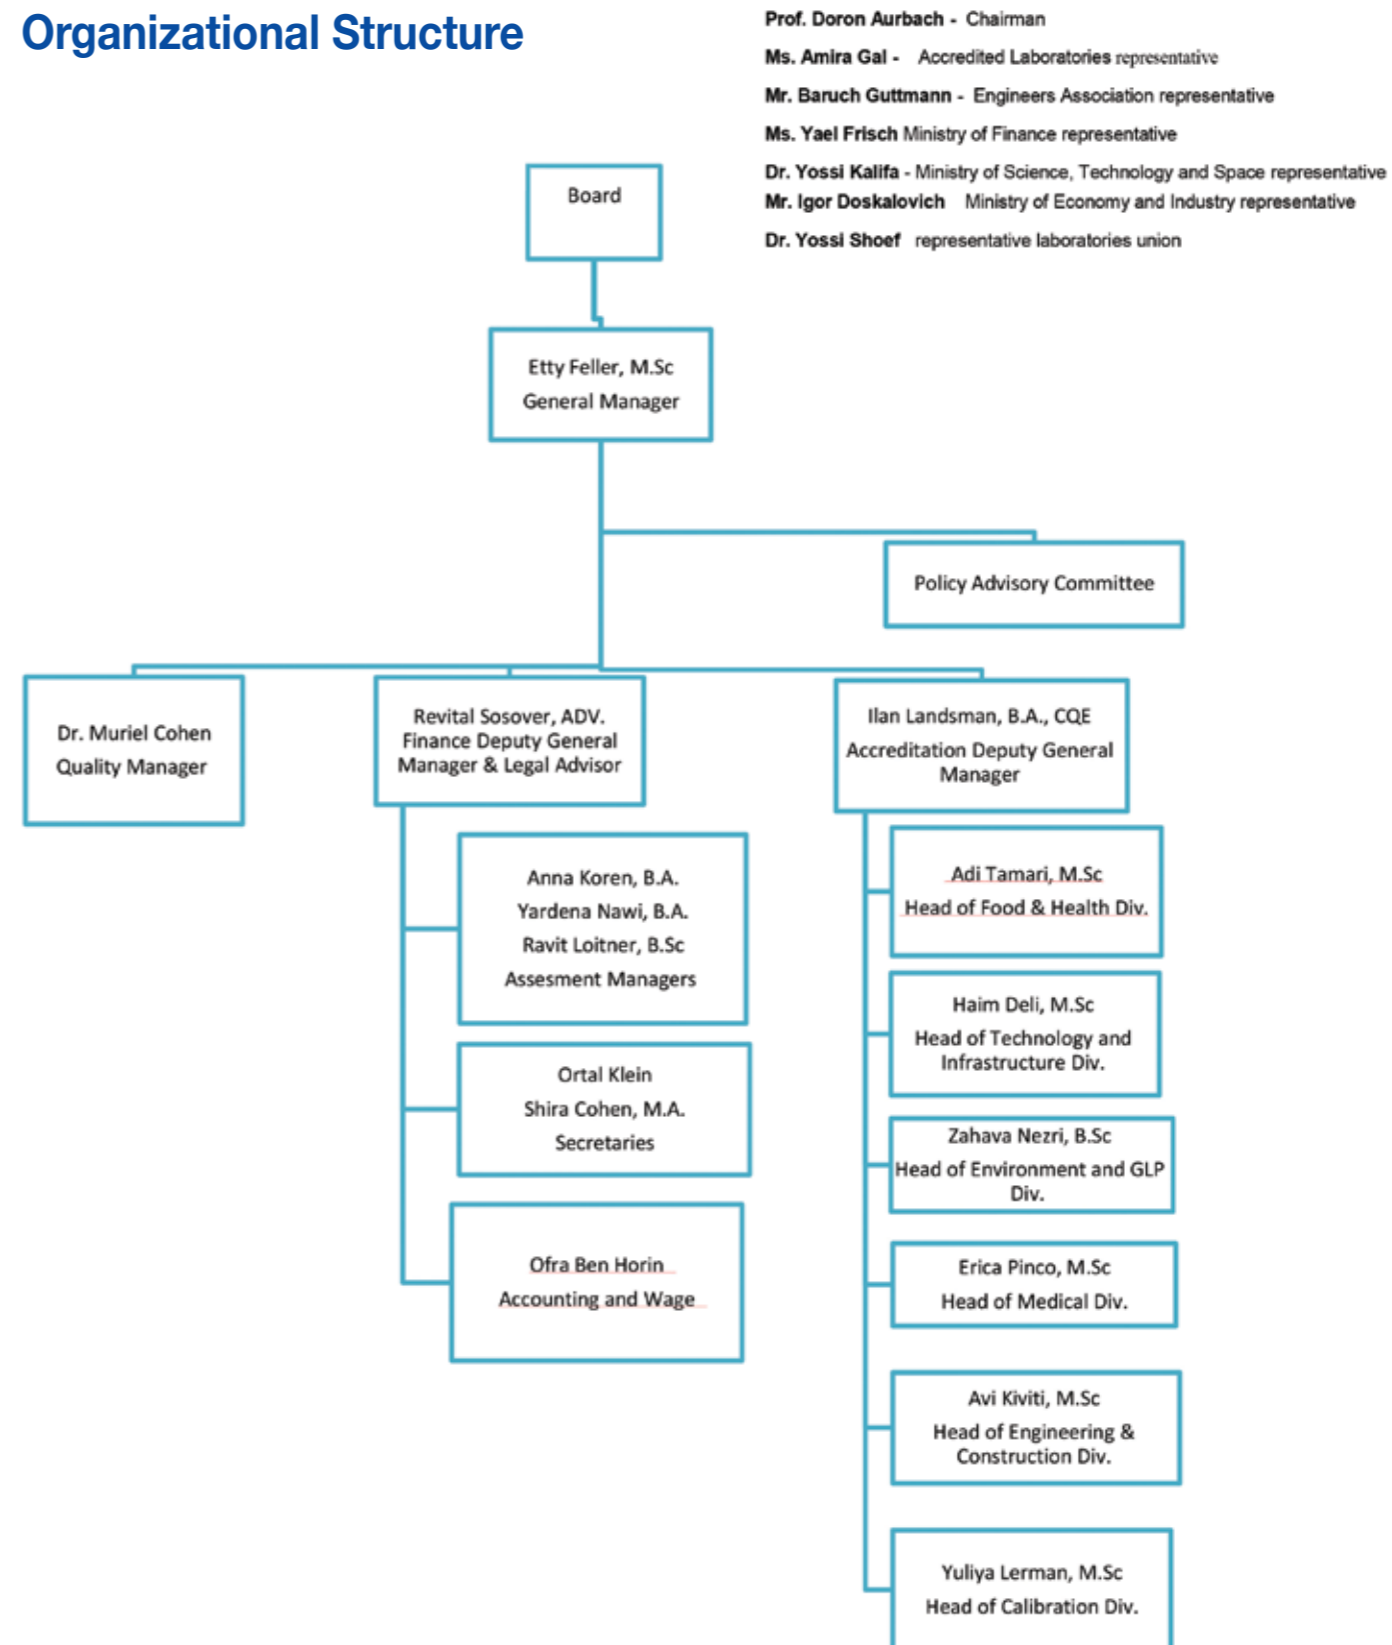 Organizational Structure
Prof. Doron Aurbach - Chairman
Ms. Amira Gal - Accredited Laboratories representative
Mr. Baruch Guttmann - Engineers Association representative
Ms. Yael Frisch Ministry of Finance representative
Dr. Yossi Kalifa - Ministry of Science, Technology and Space representative
Mr. Igor Doskalovich Ministry of Economy and Industry representative
Dr. Yossi Shoef representative laboratories union
Board
Etty Feller, M.Sc
General Manager
Policy Advisory Committee
Dr. Muriel Cohen
Quality Manager
Revital Sosover, ADV.
Finance Deputy General
Manager & Legal Advisor
Anna Koren, B.A.
Yardena Nawi, B.A.
Ravit Loitner, B.Sc
Assesment Managers
Ortal Klein
Shira Cohen, M.A.
Secretaries
Ofra Ben Horin
Accounting and Wage
Ilan Landsman, B.A., CQE
Accreditation Deputy General
Manager
Adi Tamari, M.Sc
Head of Food & Health Div.
Haim Deli, M.Sc
Head of Technology and
Infrastructure Div.
Zahava Nezri, B.Sc
Head of Environment and GLP
Div.
Erica Pinco, M.Sc
Head of Medical Div.
Avi Kiviti, M.Sc
Head of Engineering &
Construction Div.
Yuliya Lerman, M.Sc
Head of Calibration Div.